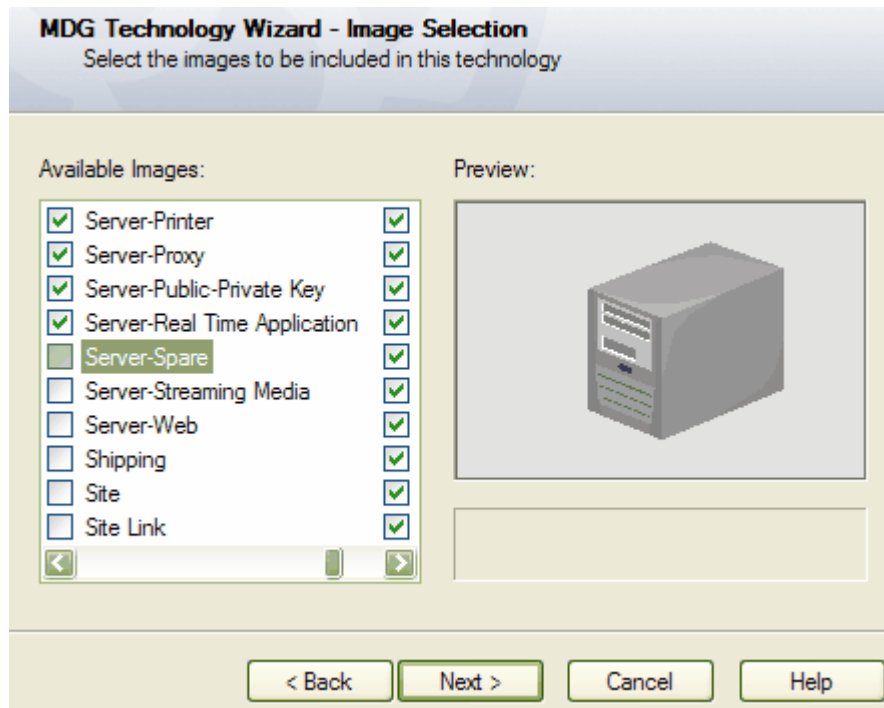 MDG Technology Wizard - Image Selection
Select the images to be included in this technology
Available Images:
Preview:
Server-Printer
Server-Proxy
Server-Public-Private Key
Server-Real Time Application
Server-Spare
Server-Streaming Media
Server-Web
Shipping
Site
Site Link
< Back
Next >
Cancel
Help